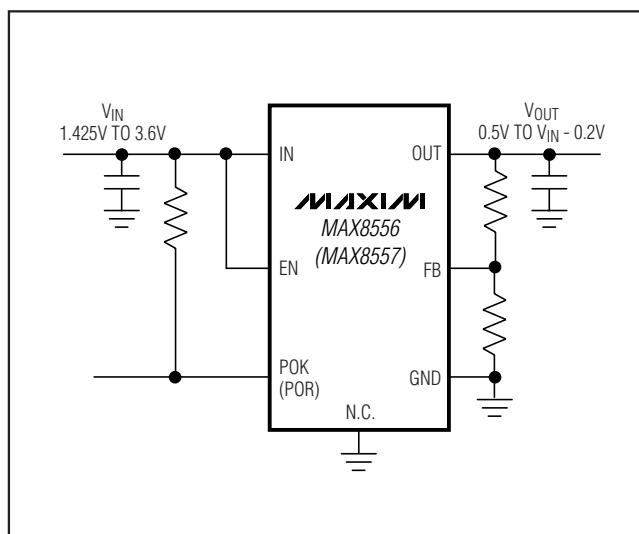 VIN
1.425V TO 3.6V
VOUT
0.5V TO VIN - 0.2V
IN
OUT
MAXIM
MAX8556
(MAX8557)
EN
FB
POK
(POR)
GND
N.C.